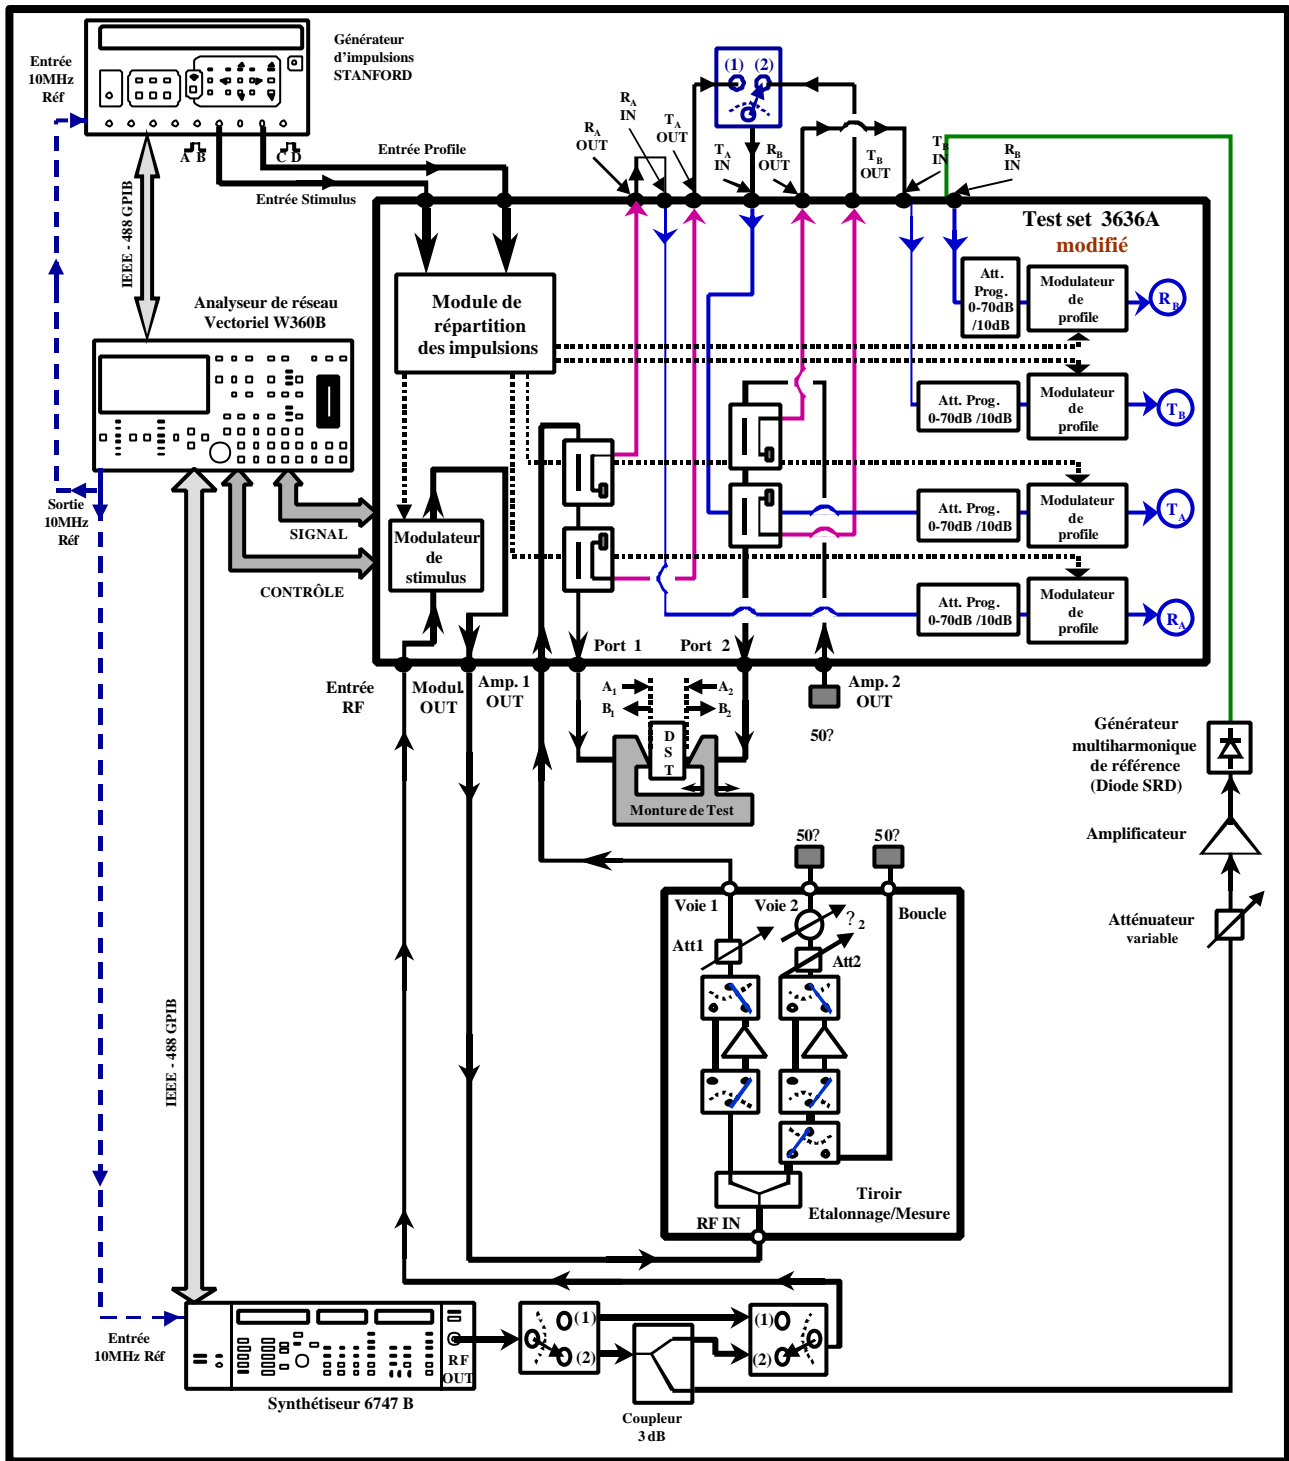 Générateur
d'impulsions
STANFORD
Entrée
10MHz
Réf
A B
C D
Entrée Profile
Entrée Stimulus
IEEE - 488 GPIB
(1) (2)
RA
OUT
RA
IN
TA
OUT
TA
IN
RB
OUT
TB
OUT
TB
IN
RB
IN
Test set 3636A
modifié
Module de
répartition
des impulsions
Att.
Prog.
0-70dB
/10dB
Modulateur
de
profile
RB
Att. Prog.
0-70dB /10dB
Modulateur
de
profile
TB
Att. Prog.
0-70dB /10dB
Modulateur
de
profile
TA
Att. Prog.
0-70dB /10dB
Modulateur
de
profile
RA
Analyseur de réseau
Vectoriel W360B
Sortie
10MHz
Réf
SIGNAL
CONTRÔLE
Modulateur
de
stimulus
Port 1
Port 2
Entrée
RF
Modul.
OUT
Amp. 1
OUT
Amp. 2
OUT
50?
A1
B1
A2
B2
D
S
T
Monture de Test
Générateur
multiharmonique
de référence
(Diode SRD)
Amplificateur
Atténuateur
variable
50?
50?
Voie 1
Voie 2
Boucle
?2
Att1
Att2
Tiroir
Etalonnage/Mesure
RF IN
IEEE - 488 GPIB
Entrée
10MHz Réf
RF
OUT
Synthétiseur 6747 B
(1)
(2)
(1)
(2)
Coupleur
3 dB